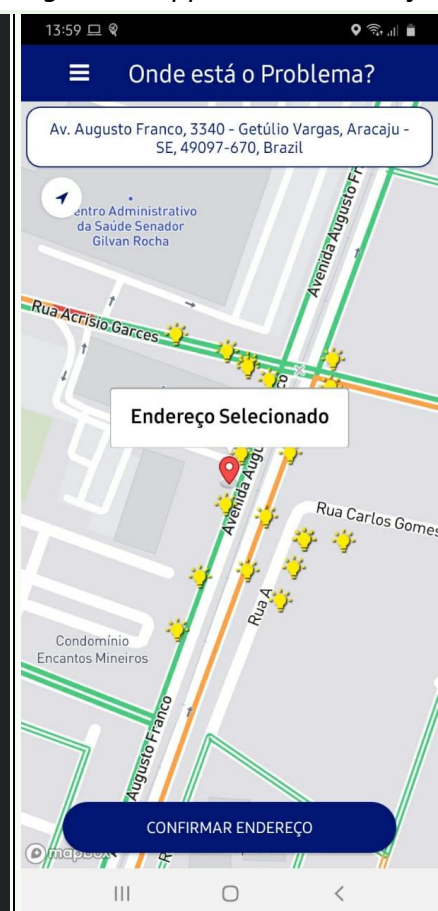 13:59
Onde está o Problema?
Av. Augusto Franco, 3340 - Getúlio Vargas, Aracaju -
SE, 49097-670, Brazil
entro Administrativo
da Saúde Senador
Gilvan Rocha
Avenida Augusto Fr
Rua Acrisio Garces
Endereço Selecionado
Avenida Augu
Rua Carlos Gomes
Rua A
Condomínio
Encantos Mineiros
Augusto Franco
CONFIRMAR ENDEREÇO
mapbox